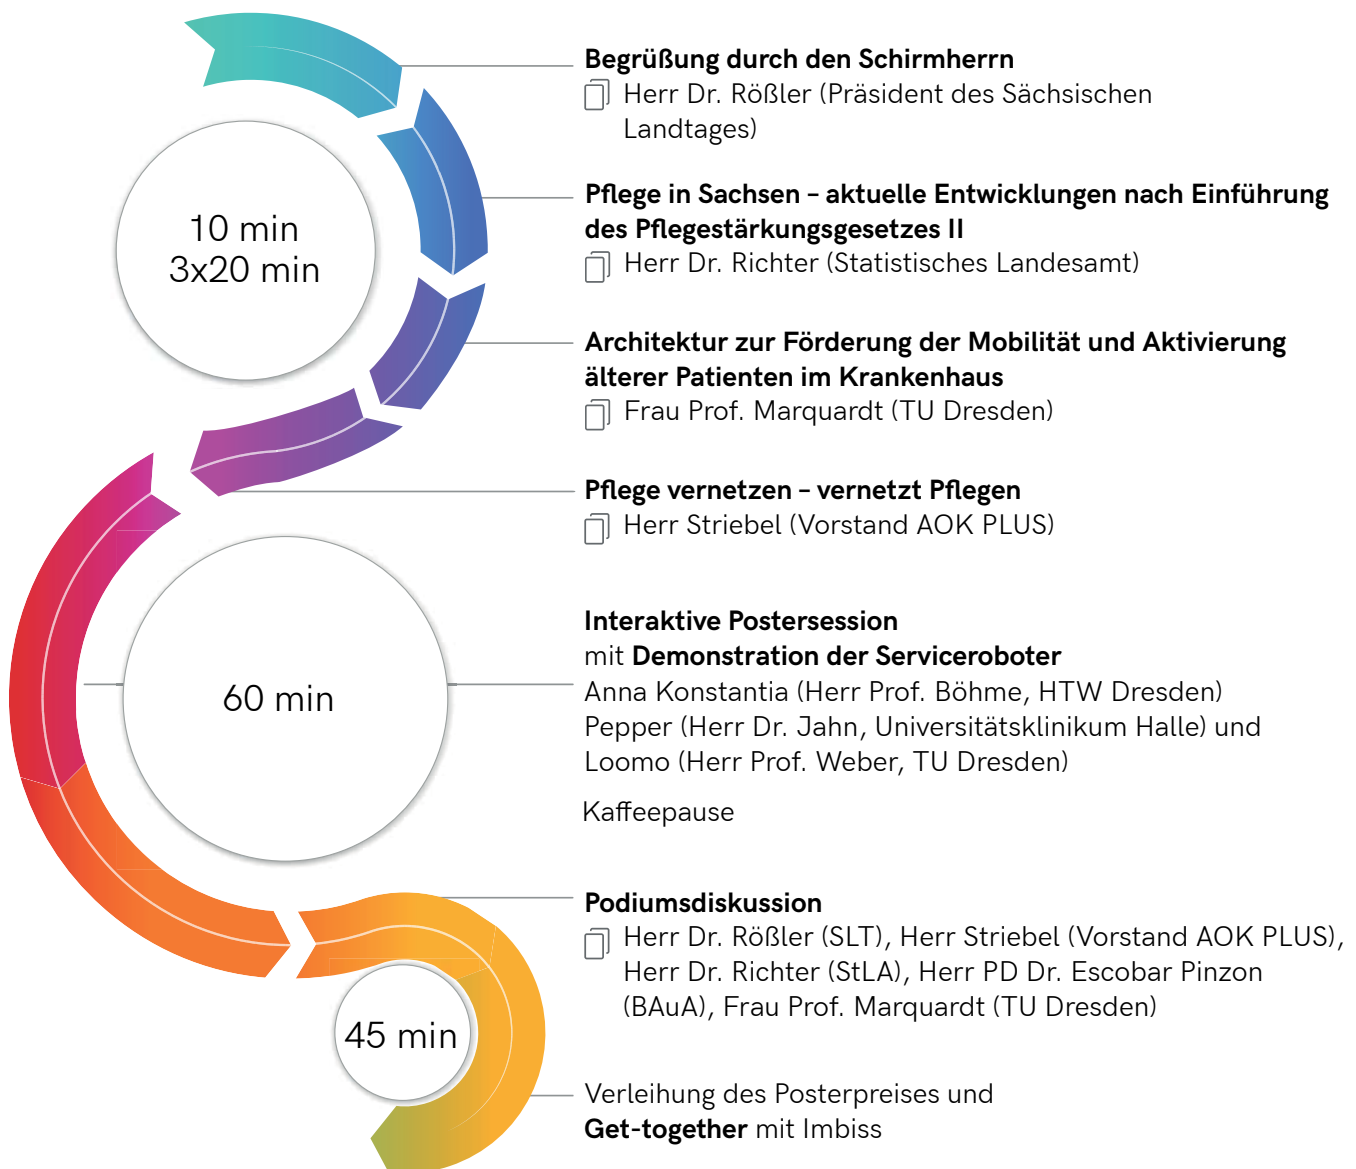 Begrüßung durch den Schirmherrn
Herr Dr. Rößler (Präsident des Sächsischen
Landtages)
10 min
3x20 min
Pflege in Sachsen – aktuelle Entwicklungen nach Einführung
des Pflegestärkungsgesetzes II
Herr Dr. Richter (Statistisches Landesamt)
Architektur zur Förderung der Mobilität und Aktivierung
älterer Patienten im Krankenhaus
Frau Prof. Marquardt (TU Dresden)
Pflege vernetzen – vernetzt Pflegen
Herr Striebel (Vorstand AOK PLUS)
60 min
Interaktive Postersession
mit Demonstration der Serviceroboter
Anna Konstantia (Herr Prof. Böhme, HTW Dresden)
Pepper (Herr Dr. Jahn, Universitätsklinikum Halle) und
Loomo (Herr Prof. Weber, TU Dresden)
Kaffeepause
Podiumsdiskussion
Herr Dr. Rößler (SLT), Herr Striebel (Vorstand AOK PLUS),
Herr Dr. Richter (StLA), Herr PD Dr. Escobar Pinzon
(BAuA), Frau Prof. Marquardt (TU Dresden)
45 min
Verleihung des Posterpreises und
Get-together mit Imbiss